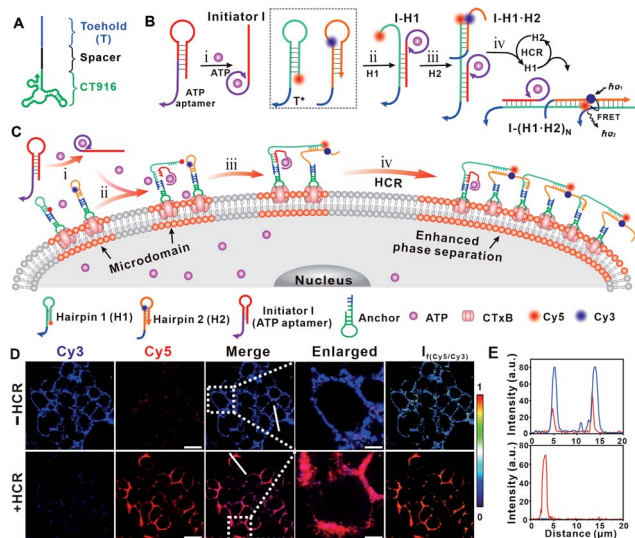 A
Toehold (T)
Spacer
CT916
B
Initiator I
i
ATP
ATP
aptamer
T*
ii
H1
I-H1
iii
H2
I-H1·H2
iv
H2
HCR
H1
I-(H1·H2)N
FRET
ħυ1
ħυ2
C
i
ii
iii
iv
HCR
Microdomain
Enhanced
phase separation
Nucleus
Hairpin 1 (H1)
Hairpin 2 (H2)
Initiator I
(ATP aptamer)
Anchor
ATP
CTxB
Cy5
Cy3
D
Cy3
Cy5
Merge
Enlarged
If(Cy5/Cy3)
−HCR
+HCR
1
0
E
Intensity (a.u.)
80
60
40
20
0
0
5
10
15
20
Intensity (a.u.)
80
60
40
20
0
0
5
10
15
20
Distance (μm)